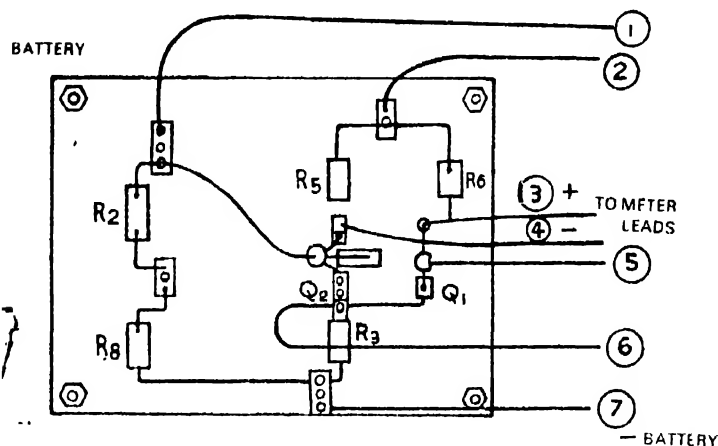 1
BATTERY
2
R5
R6
3 +
TO METER
R2
4 -
LEADS
5
Q2
Q1
R8
R3
6
7
- BATTERY